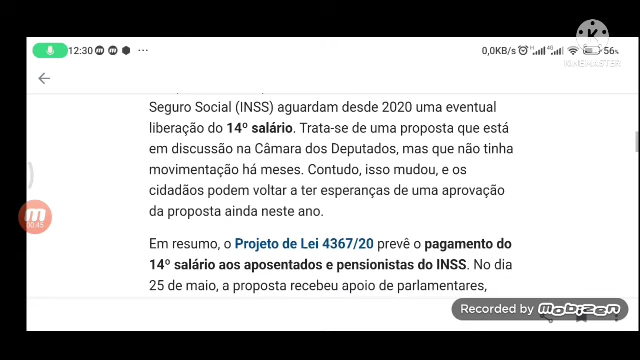 12:30
0,0KB/s
56%
K
KINEMASTER
Seguro Social (INSS) aguardam desde 2020 uma eventual
liberação do 14º salário. Trata-se de uma proposta que está
em discussão na Câmara dos Deputados, mas que não tinha
movimentação há meses. Contudo, isso mudou, e os
cidadãos podem voltar a ter esperanças de uma aprovação
da proposta ainda neste ano.
00:45
Em resumo, o Projeto de Lei 4367/20 prevê o pagamento do
14º salário aos aposentados e pensionistas do INSS. No dia
25 de maio, a proposta recebeu apoio de parlamentares,
Recorded by MOBIZEN